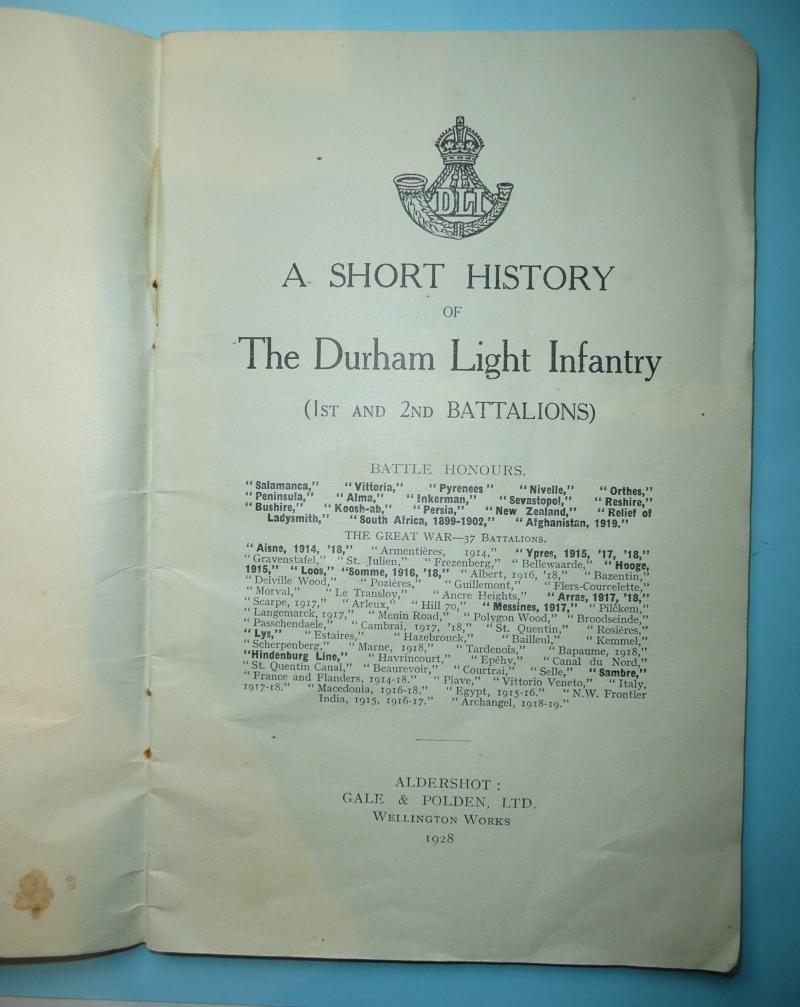 DLI
A SHORT HISTORY
OF
The Durham Light Infantry
(1ST AND 2ND BATTALIONS)
BATTLE HONOURS.
"Salamanca," "Vittoria," "Pyrenees" "Nivelle," "Orthes,"
"Peninsula," "Alma," "Inkerman," "Sevastopol," "Reshire,"
"Bushire," "Koosh-ab," "Persia," "New Zealand," "Relief of
Ladysmith," "South Africa, 1899-1902," "Afghanistan, 1919."
THE GREAT WAR—37 BATTALIONS.
"Aisne, 1914, '18," "Armentières, 1914," "Ypres, 1915, '17, '18,"
"Gravenstafel," "St. Julien," "Frezenberg," "Bellewaarde," "Hooge,
1915," "Loos," "Somme, 1916, '18," "Albert, 1916, '18," "Bazentin,"
"Delville Wood," "Pozières," "Guillemont," "Flers-Courcelette,"
"Morval," "Le Transloy," "Ancre Heights," "Arras, 1917, '18,"
"Scarpe, 1917," "Arleux," "Hill 70," "Messines, 1917," "Pilckem,"
"Langemarck, 1917," "Menin Road," "Polygon Wood," "Broodseinde,"
"Passchendaele," "Cambrai, 1917, '18," "St. Quentin," "Rosières,"
"Lys," "Estaires," "Hazebrouck," "Bailleul," "Kemmel,"
"Scherpenberg," "Marne, 1918," "Tardenois," "Bapaume, 1918,"
"Hindenburg Line," "Havrincourt," "Epéhy," "Canal du Nord,"
"St. Quentin Canal," "Beaurevoir," "Courtrai," "Selle," "Sambre,"
"France and Flanders, 1914-18." "Piave," "Vittorio Veneto," "Italy,
1917-18." "Macedonia, 1916-18." "Egypt, 1915-16." "N.W. Frontier
India, 1915, 1916-17." "Archangel, 1918-19."
ALDERSHOT:
GALE & POLDEN, LTD.
WELLINGTON WORKS
1928